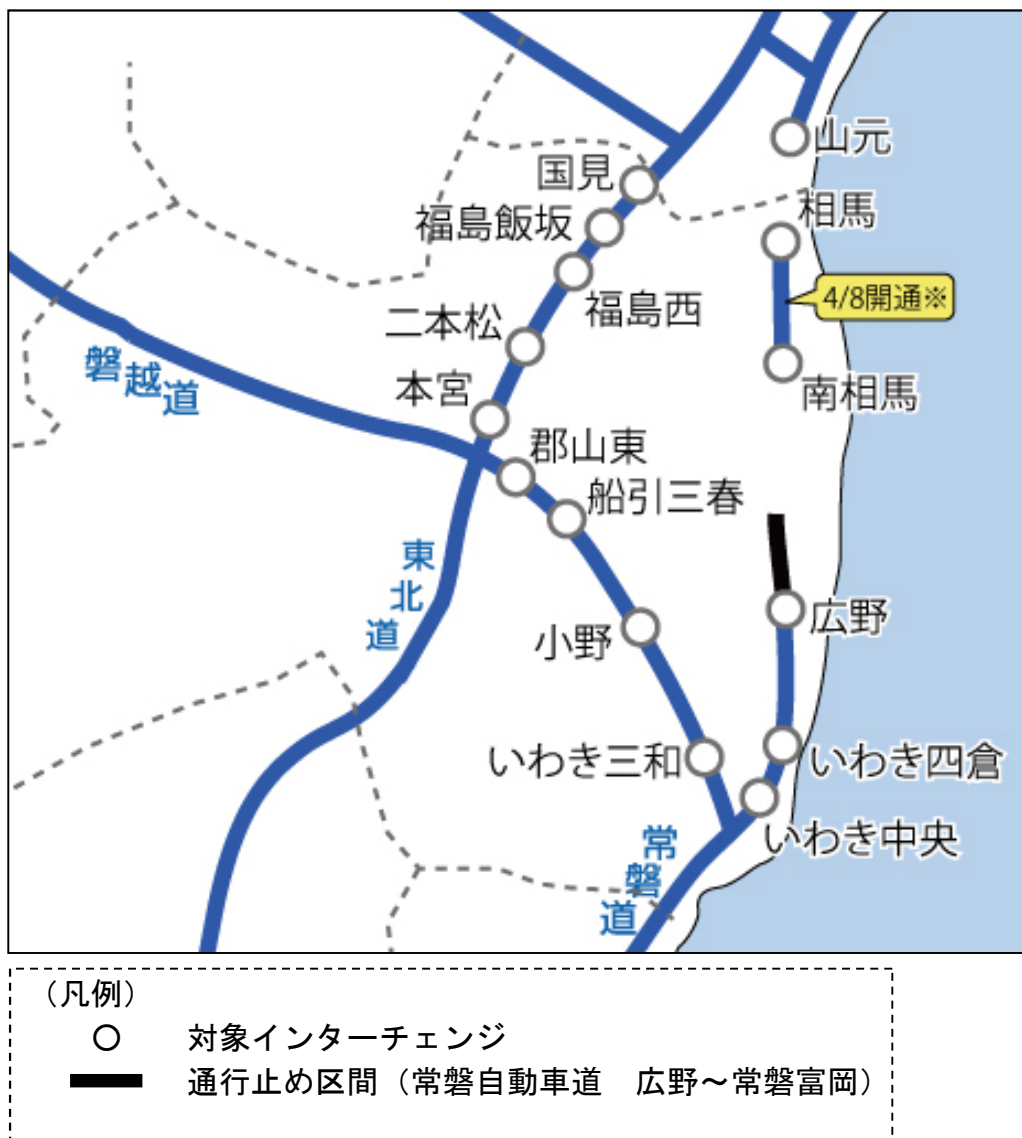 山元
国見
相馬
福島飯坂
4/8開通※
福島西
二本松
磐越道
本宮
南相馬
郡山東
船引三春
東北道
広野
小野
いわき三和
いわき四倉
いわき中央
常磐道
（凡例）
○ 対象インターチェンジ
通行止め区間（常磐自動車道　広野～常磐富岡）